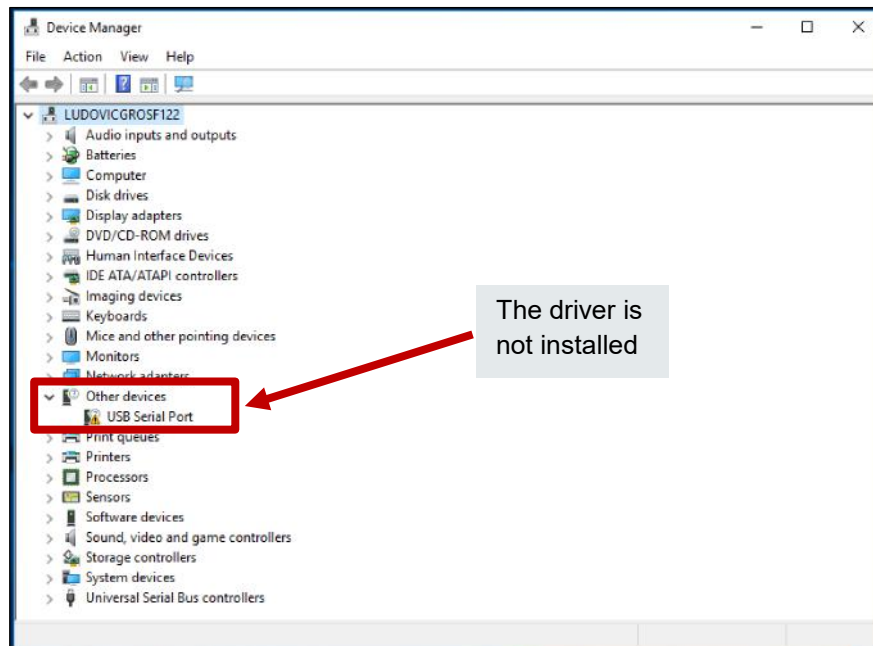 Device Manager
File Action View Help
LUDOVICGROSF122
Audio inputs and outputs
Batteries
Computer
Disk drives
Display adapters
DVD/CD-ROM drives
Human Interface Devices
IDE ATA/ATAPI controllers
Imaging devices
Keyboards
Mice and other pointing devices
Monitors
Network adapters
Other devices
USB Serial Port
Print queues
Printers
Processors
Sensors
Software devices
Sound, video and game controllers
Storage controllers
System devices
Universal Serial Bus controllers
The driver is
not installed